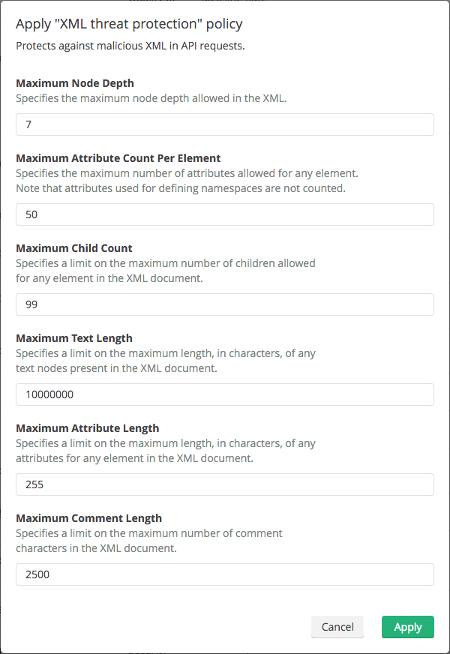 Apply "XML threat protection" policy
Protects against malicious XML in API requests.
Maximum Node Depth
Specifies the maximum node depth allowed in the XML.
7
Maximum Attribute Count Per Element
Specifies the maximum number of attributes allowed for any element.
Note that attributes used for defining namespaces are not counted.
50
Maximum Child Count
Specifies a limit on the maximum number of children allowed
for any element in the XML document.
99
Maximum Text Length
Specifies a limit on the maximum length, in characters, of any
text nodes present in the XML document.
10000000
Maximum Attribute Length
Specifies a limit on the maximum length, in characters, of any
attributes for any element in the XML document.
255
Maximum Comment Length
Specifies a limit on the maximum number of comment
characters in the XML document.
2500
Cancel Apply